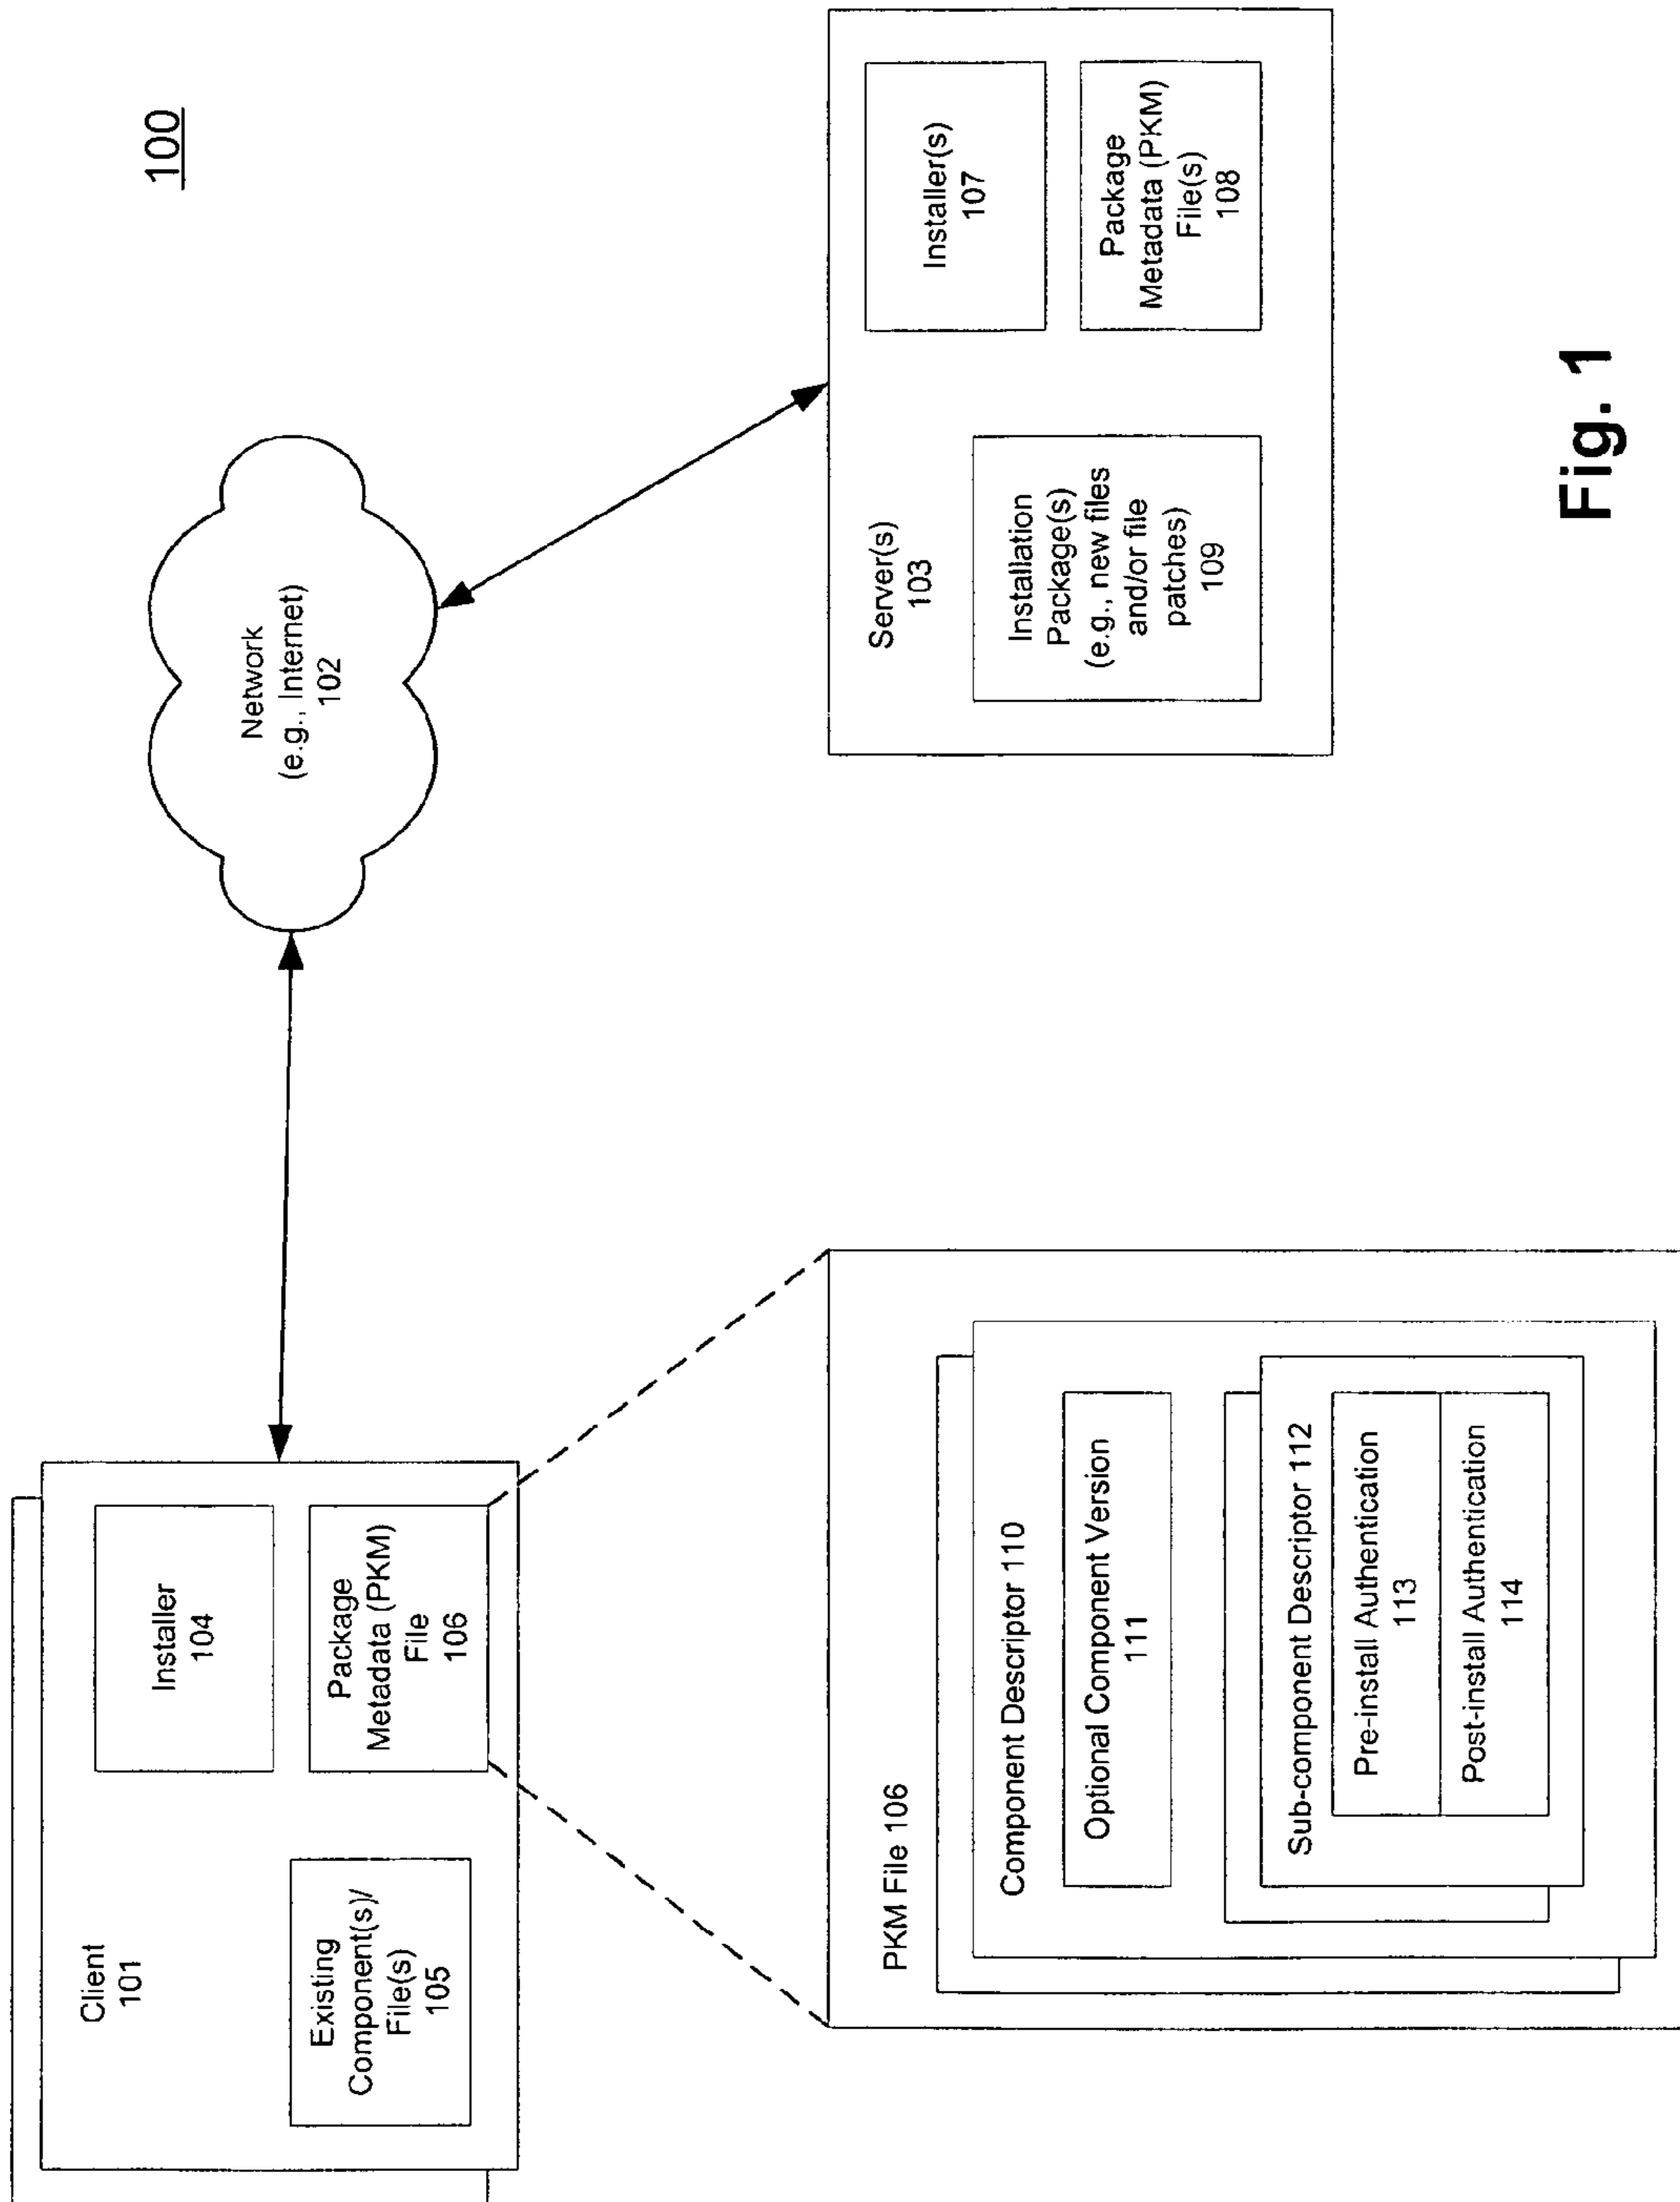 100
Network
(e.g., Internet)
102
Client
101
Installer
104
Existing
Component(s)/
File(s)
105
Package
Metadata (PKM)
File
106
Server(s)
103
Installer(s)
107
Installation
Package(s)
(e.g., new files
and/or file
patches)
109
Package
Metadata (PKM)
File(s)
108
PKM File 106
Component Descriptor 110
Optional Component Version
111
Sub-component Descriptor 112
Pre-install Authentication
113
Post-install Authentication
114
Fig. 1